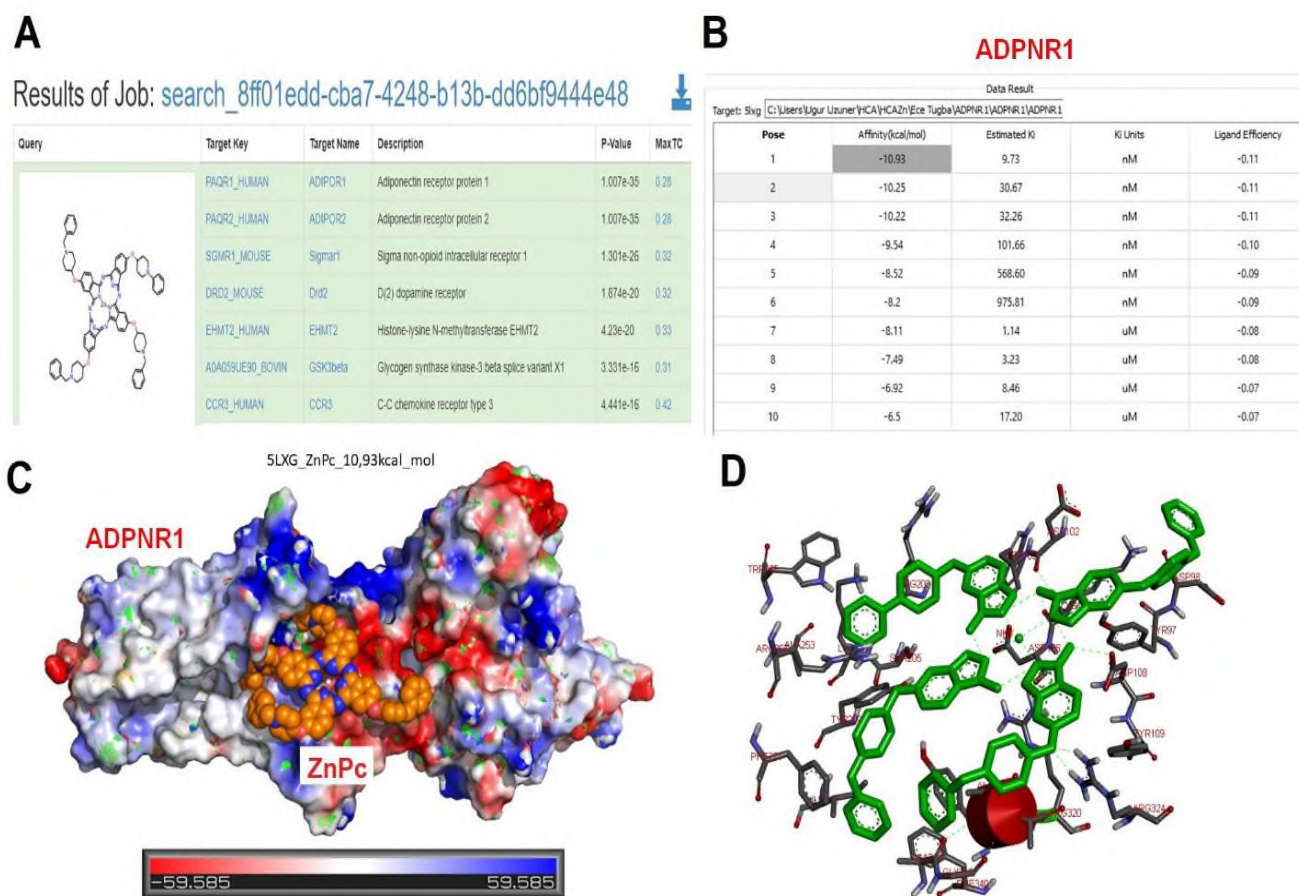 A
Results of Job: search_8ff01edd-cba7-4248-b13b-dd6bf9444e48
Query Target Key Target Name Description P-Value MaxTC
PAQR1_HUMAN ADIPOR1 Adiponectin receptor protein 1 1.007e-35 0.28
PAQR2_HUMAN ADIPOR2 Adiponectin receptor protein 2 1.007e-35 0.28
SGMR1_MOUSE Sigmar1 Sigma non-opioid intracellular receptor 1 1.301e-26 0.32
DRD2_MOUSE Drd2 D(2) dopamine receptor 1.874e-20 0.32
EHMT2_HUMAN EHMT2 Histone-lysine N-methyltransferase EHMT2 4.23e-20 0.33
A0A059UE90_BOVIN GSK3beta Glycogen synthase kinase-3 beta splice variant X1 3.331e-16 0.31
CCR3_HUMAN CCR3 C-C chemokine receptor type 3 4.441e-16 0.42
B
ADPNR1
Data Result
Target: 5lxg C:\Users\Ugur Uzuner\HCA\HCAZn\Ece Tugba\ADPNR1\ADPNR1\ADPNR1
Pose Affinity(kcal/mol) Estimated Ki Ki Units Ligand Efficiency
1 -10.93 9.73 nM -0.11
2 -10.25 30.67 nM -0.11
3 -10.22 32.26 nM -0.11
4 -9.54 101.66 nM -0.10
5 -8.52 568.60 nM -0.09
6 -8.2 975.81 nM -0.09
7 -8.11 1.14 uM -0.08
8 -7.49 3.23 uM -0.08
9 -6.92 8.46 uM -0.07
10 -6.5 17.20 uM -0.07
C
5LXG_ZnPc_10,93kcal_mol
ADPNR1
ZnPc
-59.585 59.585
D
ASP98
TYR97
TYR109
ARG324